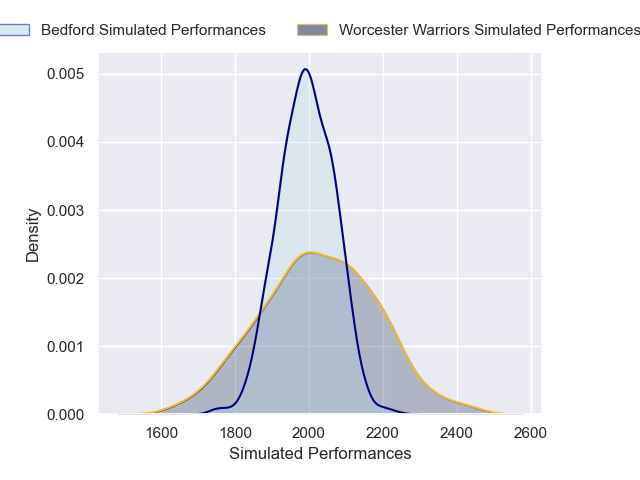 Bedford Simulated Performances
Worcester Warriors Simulated Performances
0.005
0.004
0.003
0.002
0.001
0.000
Density
1600 1800 2000 2200 2400 2600
Simulated Performances